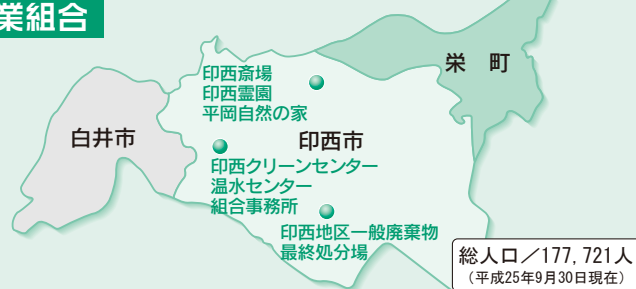 業組合
栄 町
印西斎場
印西霊園
平岡自然の家
白井市
印西市
印西クリーンセンター
温水センター
組合事務所
印西地区一般廃棄物
最終処分場
総人口／177,721人
（平成25年9月30日現在）